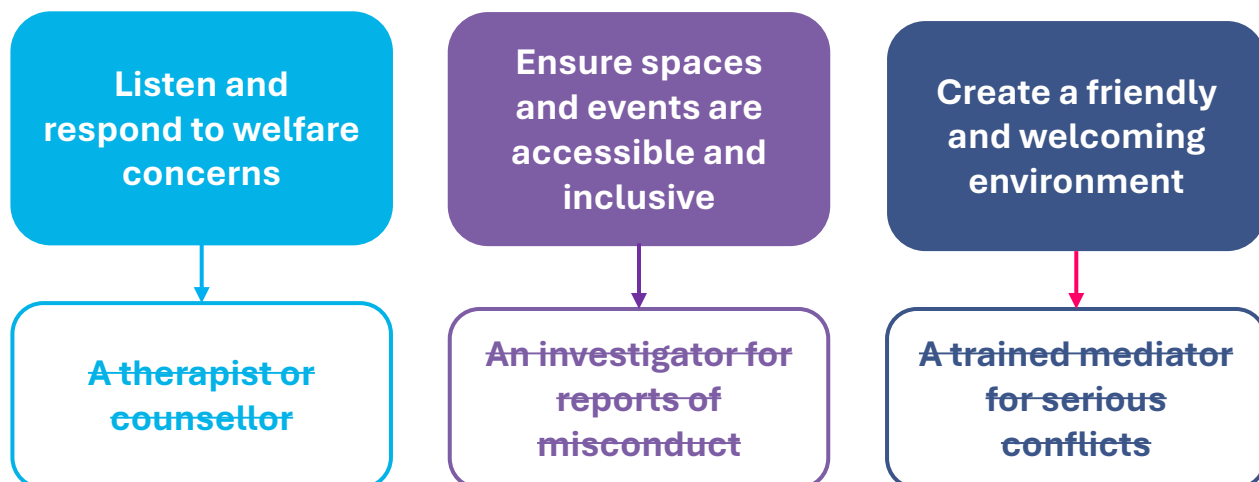 Listen and
respond to welfare
concerns
Ensure spaces
and events are
accessible and
inclusive
Create a friendly
and welcoming
environment
A therapist or
counsellor
An investigator for
reports of
misconduct
A trained mediator
for serious
conflicts